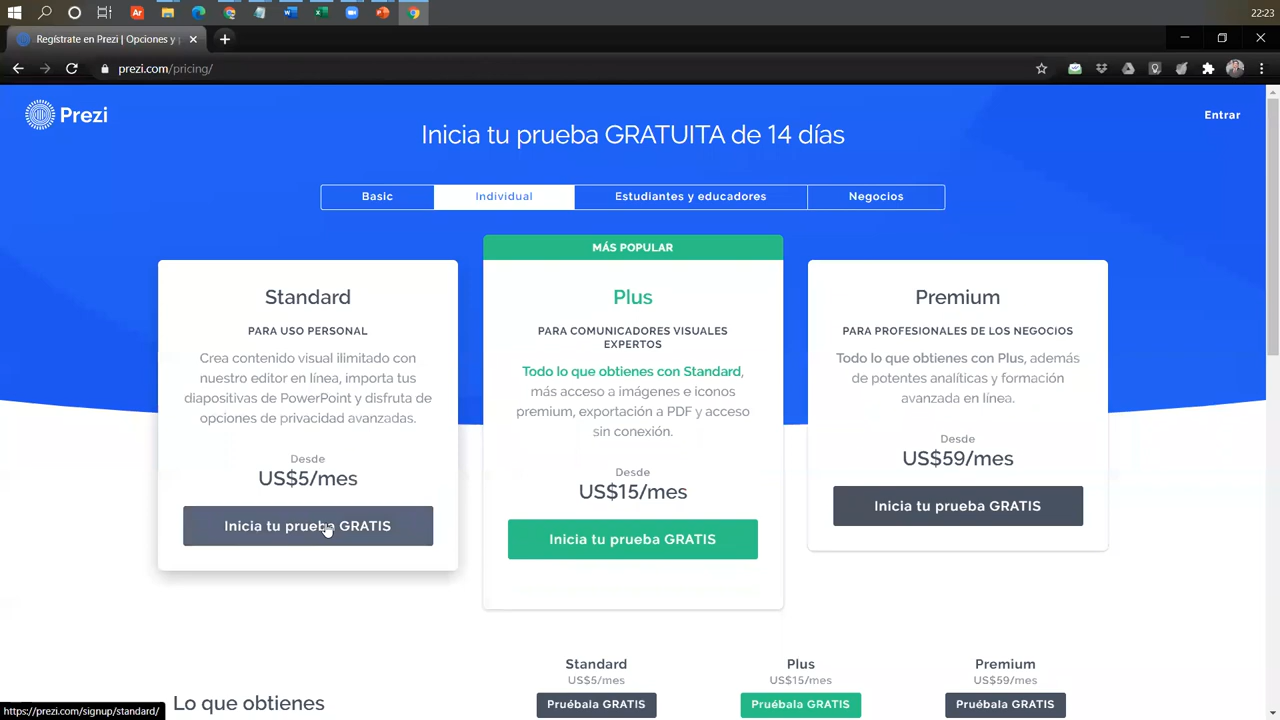 22:23
Regístrate en Prezi | Opciones y p
prezi.com/pricing/
Prezi
Entrar
Inicia tu prueba GRATUITA de 14 días
Basic
Individual
Estudiantes y educadores
Negocios
MÁS POPULAR
Standard
PARA USO PERSONAL
Crea contenido visual ilimitado con
nuestro editor en línea, importa tus
diapositivas de PowerPoint y disfruta de
opciones de privacidad avanzadas.
Desde
US$5/mes
Inicia tu prueba GRATIS
Plus
PARA COMUNICADORES VISUALES
EXPERTOS
Todo lo que obtienes con Standard,
más acceso a imágenes e iconos
premium, exportación a PDF y acceso
sin conexión.
Desde
US$15/mes
Inicia tu prueba GRATIS
Premium
PARA PROFESIONALES DE LOS NEGOCIOS
Todo lo que obtienes con Plus, además
de potentes analíticas y formación
avanzada en línea.
Desde
US$59/mes
Inicia tu prueba GRATIS
Lo que obtienes
Standard
US$5/mes
Pruébala GRATIS
Plus
US$15/mes
Pruébala GRATIS
Premium
US$59/mes
Pruébala GRATIS
https://prezi.com/signup/standard/